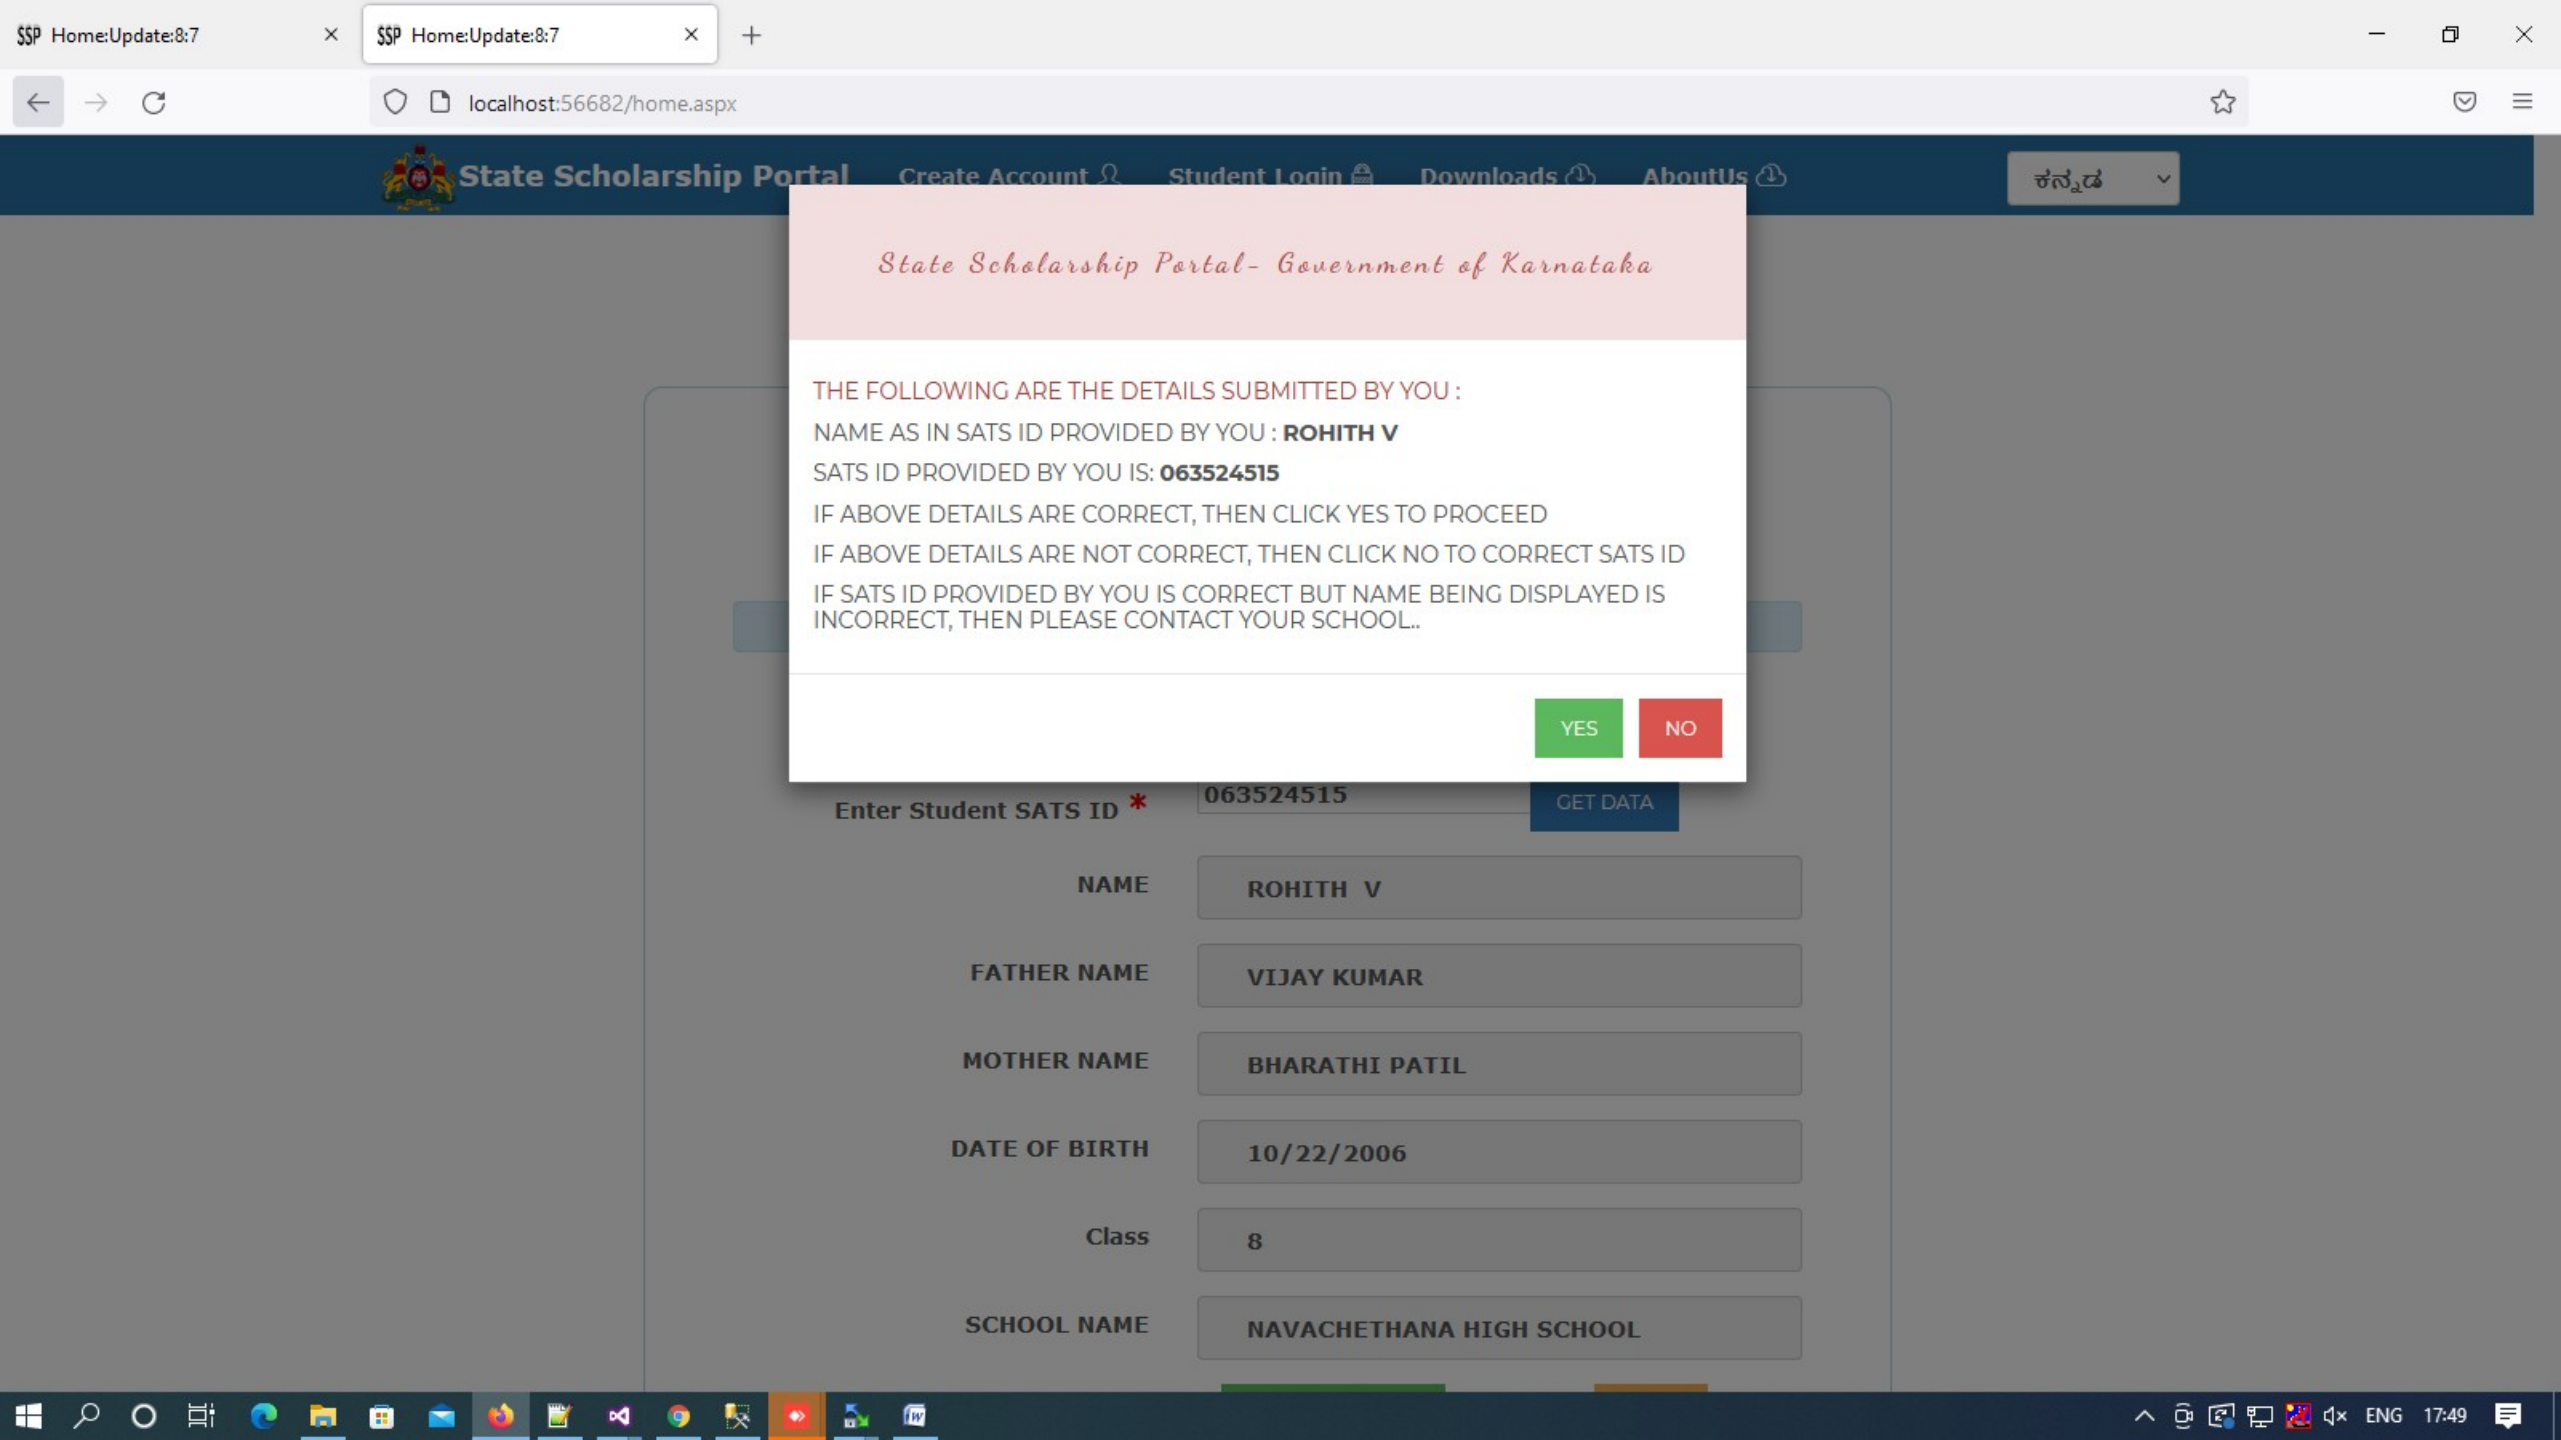 SSP Home:Update:8:7
SSP Home:Update:8:7
localhost:56682/home.aspx
State Scholarship Portal Create Account Student Login Downloads AboutUs ಕನ್ನಡ
State Scholarship Portal- Government of Karnataka
THE FOLLOWING ARE THE DETAILS SUBMITTED BY YOU :
NAME AS IN SATS ID PROVIDED BY YOU : ROHITH V
SATS ID PROVIDED BY YOU IS: 063524515
IF ABOVE DETAILS ARE CORRECT, THEN CLICK YES TO PROCEED
IF ABOVE DETAILS ARE NOT CORRECT, THEN CLICK NO TO CORRECT SATS ID
IF SATS ID PROVIDED BY YOU IS CORRECT BUT NAME BEING DISPLAYED IS
INCORRECT, THEN PLEASE CONTACT YOUR SCHOOL..
YES NO
Enter Student SATS ID * 063524515 GET DATA
NAME ROHITH V
FATHER NAME VIJAY KUMAR
MOTHER NAME BHARATHI PATIL
DATE OF BIRTH 10/22/2006
Class 8
SCHOOL NAME NAVACHETHANA HIGH SCHOOL
ENG 17:49